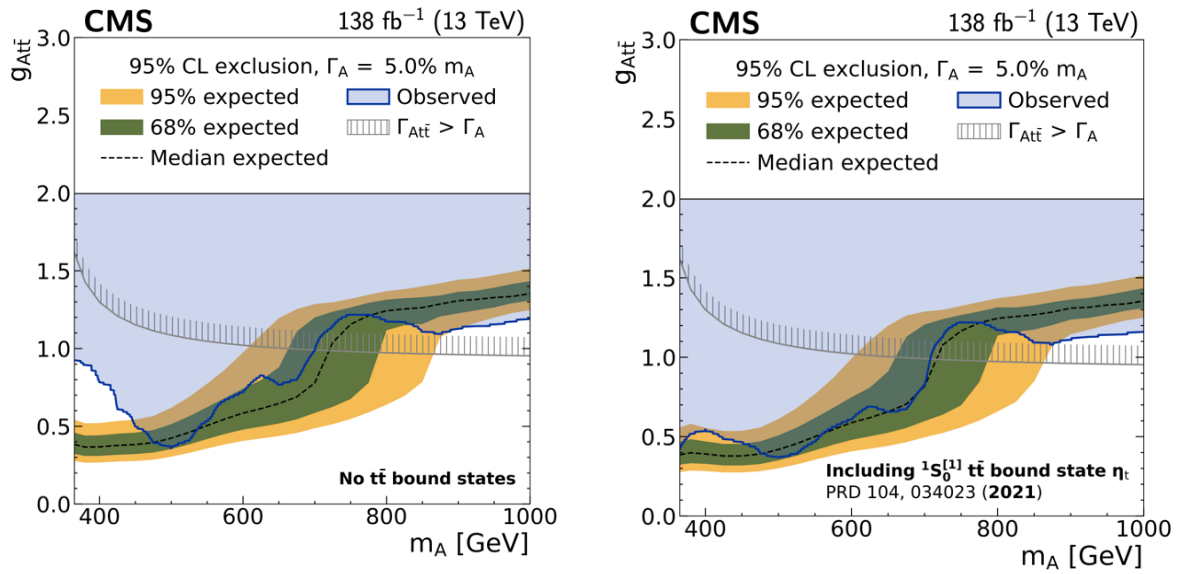 CMS 138 fb⁻¹ (13 TeV)
95% CL exclusion, Γ_A = 5.0% m_A
95% expected
68% expected
Median expected
Observed
Γ_Att̄ > Γ_A
g_Att̄
3.0
2.5
2.0
1.5
1.0
0.5
0.0
No tt̄ bound states
400 600 800 1000
m_A [GeV]
CMS 138 fb⁻¹ (13 TeV)
95% CL exclusion, Γ_A = 5.0% m_A
95% expected
68% expected
Median expected
Observed
Γ_Att̄ > Γ_A
g_Att̄
3.0
2.5
2.0
1.5
1.0
0.5
0.0
Including ¹S₀^[1] tt̄ bound state η_t
PRD 104, 034023 (2021)
400 600 800 1000
m_A [GeV]